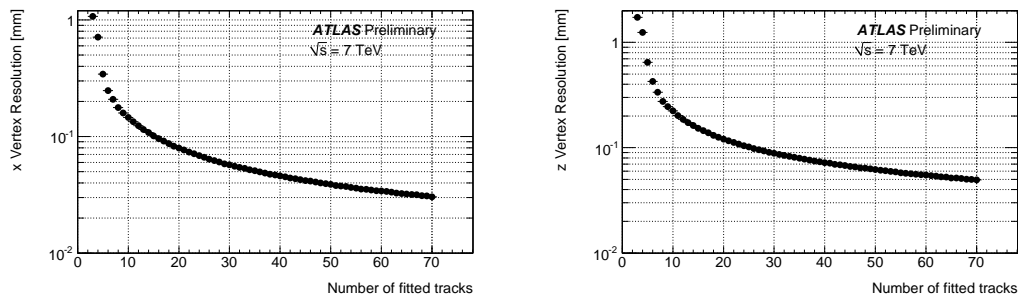 x Vertex Resolution [mm]
1
10^-1
10^-2
ATLAS Preliminary
√s = 7 TeV
0 10 20 30 40 50 60 70
Number of fitted tracks
z Vertex Resolution [mm]
1
10^-1
10^-2
ATLAS Preliminary
√s = 7 TeV
0 10 20 30 40 50 60 70
Number of fitted tracks